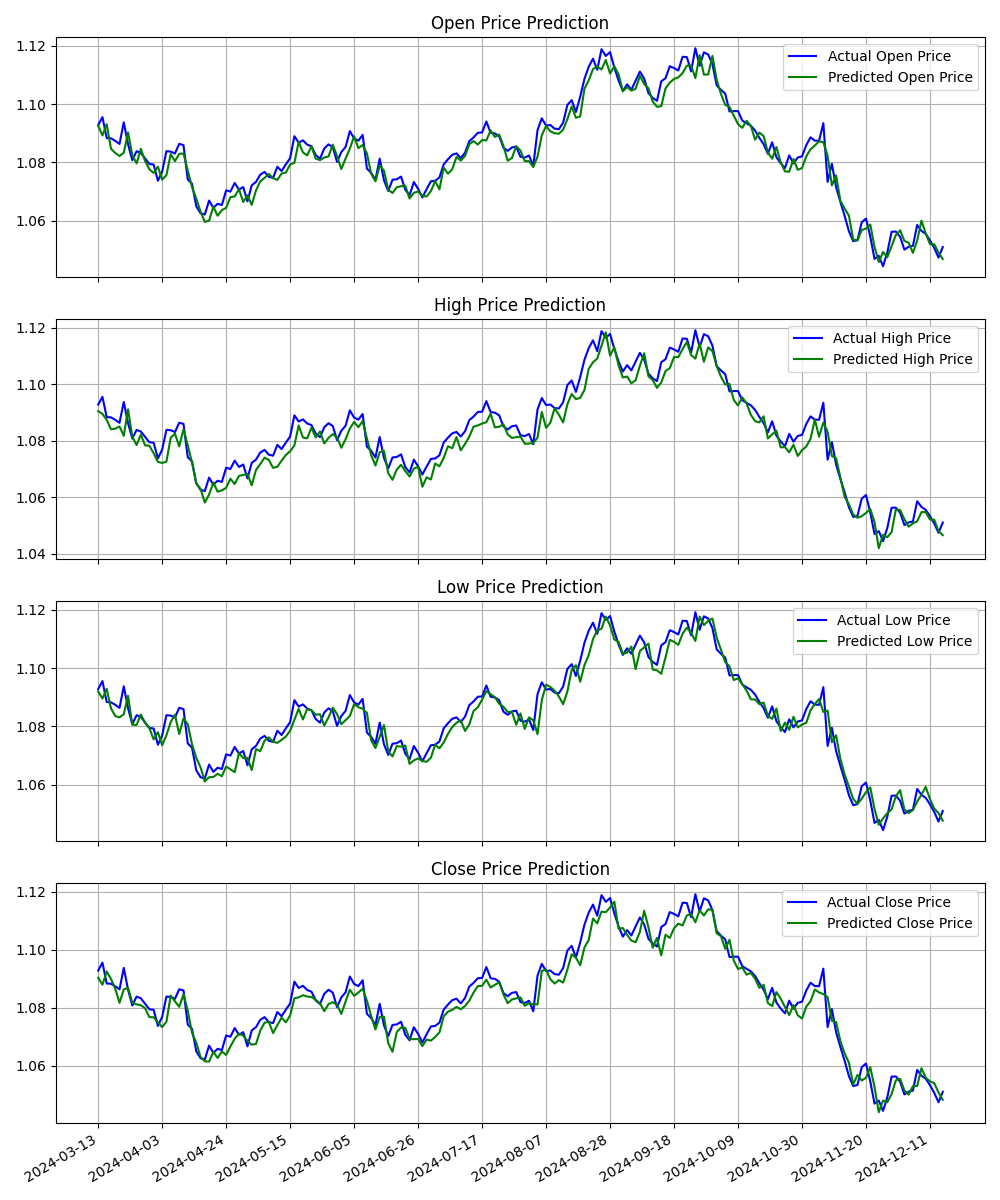 Open Price Prediction
1.12
1.10
1.08
1.06
Actual Open Price
Predicted Open Price
High Price Prediction
1.12
1.10
1.08
1.06
1.04
Actual High Price
Predicted High Price
Low Price Prediction
1.12
1.10
1.08
1.06
Actual Low Price
Predicted Low Price
Close Price Prediction
1.12
1.10
1.08
1.06
Actual Close Price
Predicted Close Price
2024-03-13
2024-04-03
2024-04-24
2024-05-15
2024-06-05
2024-06-26
2024-07-17
2024-08-07
2024-08-28
2024-09-18
2024-10-09
2024-10-30
2024-11-20
2024-12-11